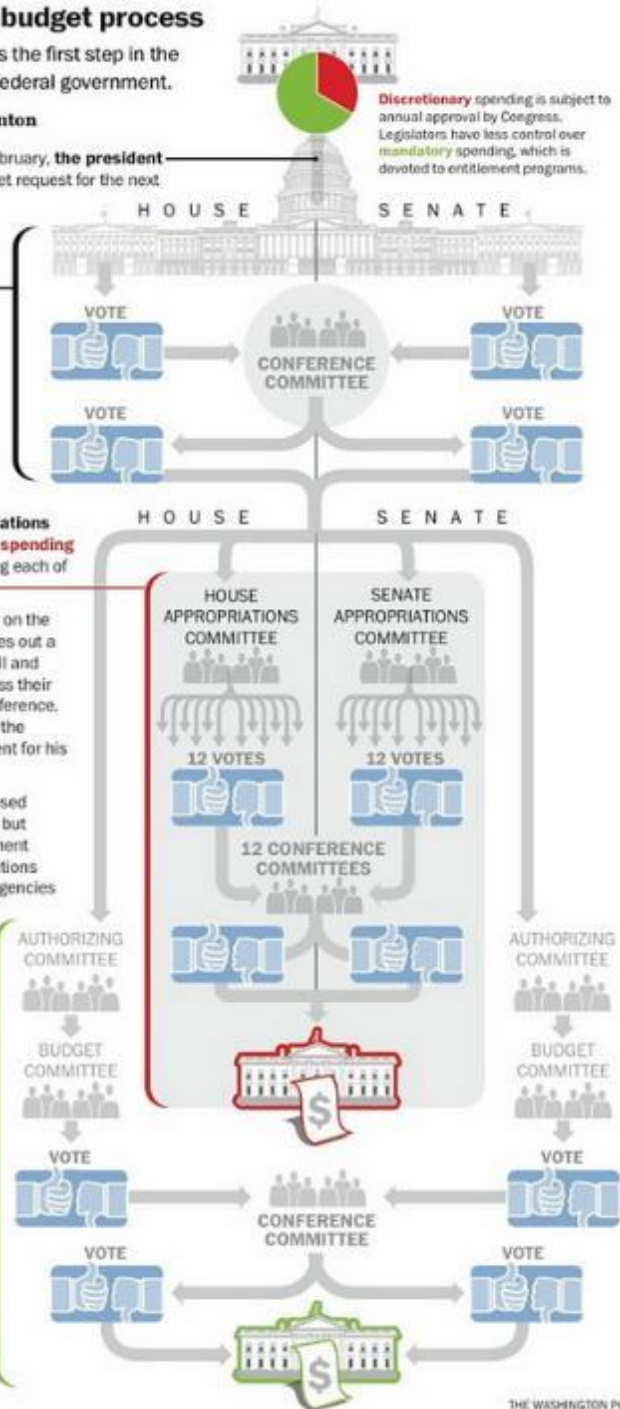 budget process
s the first step in the
ederal government.
nton
bruary, the president
et request for the next
Discretionary spending is subject to
annual approval by Congress.
Legislators have less control over
mandatory spending, which is
devoted to entitlement programs.
HOUSE SENATE
VOTE
VOTE
CONFERENCE
COMMITTEE
VOTE
VOTE
HOUSE SENATE
ations
spending
g each of
on the
es out a
ll and
ss their
ference.
the
ent for his
sed
but
ment
tions
gencies
HOUSE
APPROPRIATIONS
COMMITTEE
SENATE
APPROPRIATIONS
COMMITTEE
12 VOTES
12 VOTES
12 CONFERENCE
COMMITTEES
AUTHORIZING
COMMITTEE
AUTHORIZING
COMMITTEE
BUDGET
COMMITTEE
BUDGET
COMMITTEE
$
VOTE
VOTE
CONFERENCE
COMMITTEE
VOTE
VOTE
$
THE WASHINGTON P